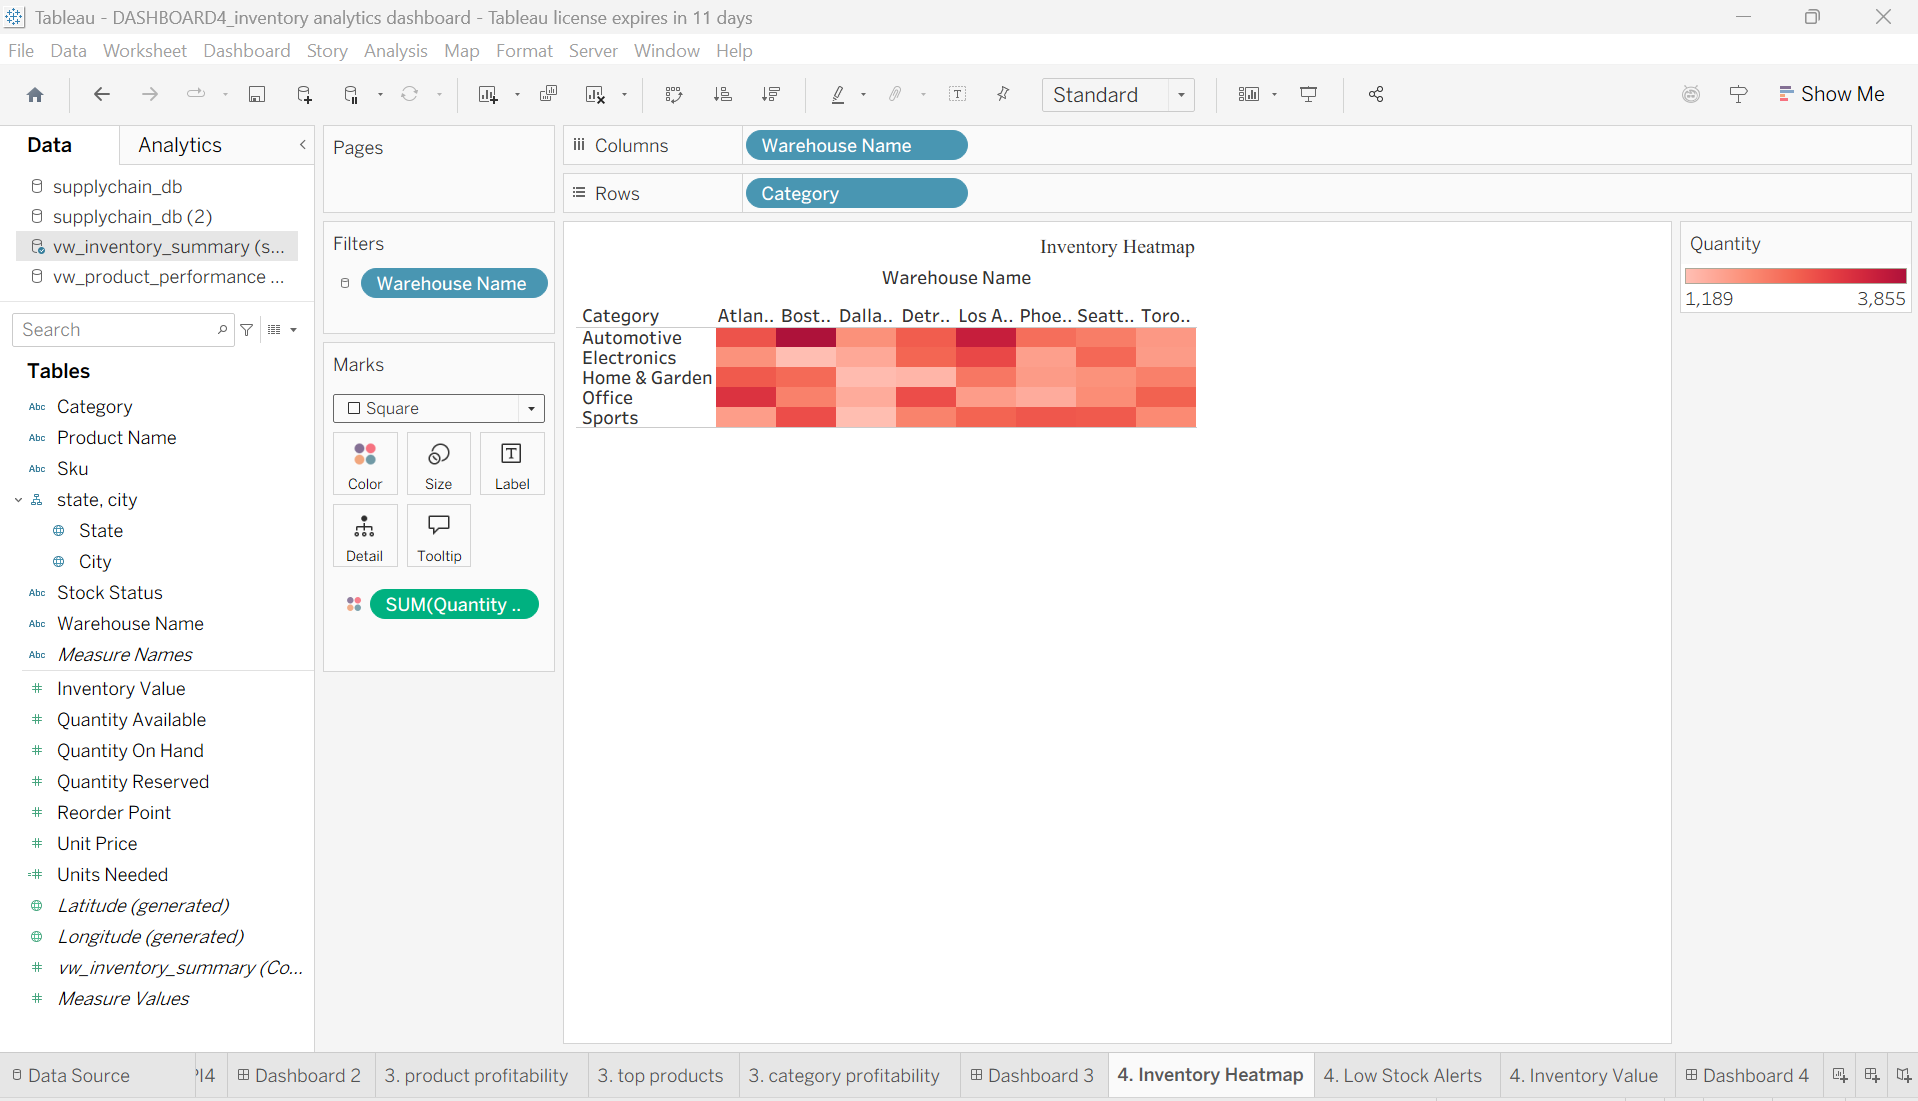 Tableau - DASHBOARD4_inventory analytics dashboard - Tableau license expires in 11 days
File Data Worksheet Dashboard Story Analysis Map Format Server Window Help
Standard
Show Me
Data Analytics
supplychain_db
supplychain_db (2)
vw_inventory_summary (s...
vw_product_performance ...
Search
Tables
Abc Category
Abc Product Name
Abc Sku
state, city
State
City
Abc Stock Status
Abc Warehouse Name
Abc Measure Names
# Inventory Value
# Quantity Available
# Quantity On Hand
# Quantity Reserved
# Reorder Point
# Unit Price
=# Units Needed
Latitude (generated)
Longitude (generated)
# vw_inventory_summary (Co...
# Measure Values
Pages
Filters
Warehouse Name
Marks
Square
Color Size Label
Detail Tooltip
SUM(Quantity ..
Columns Warehouse Name
Rows Category
Inventory Heatmap
Warehouse Name
Category Atlan.. Bost.. Dalla.. Detr.. Los A.. Phoe.. Seatt.. Toro..
Automotive
Electronics
Home & Garden
Office
Sports
Quantity
1,189 3,855
Data Source PI4 Dashboard 2 3. product profitability 3. top products 3. category profitability Dashboard 3 4. Inventory Heatmap 4. Low Stock Alerts 4. Inventory Value Dashboard 4